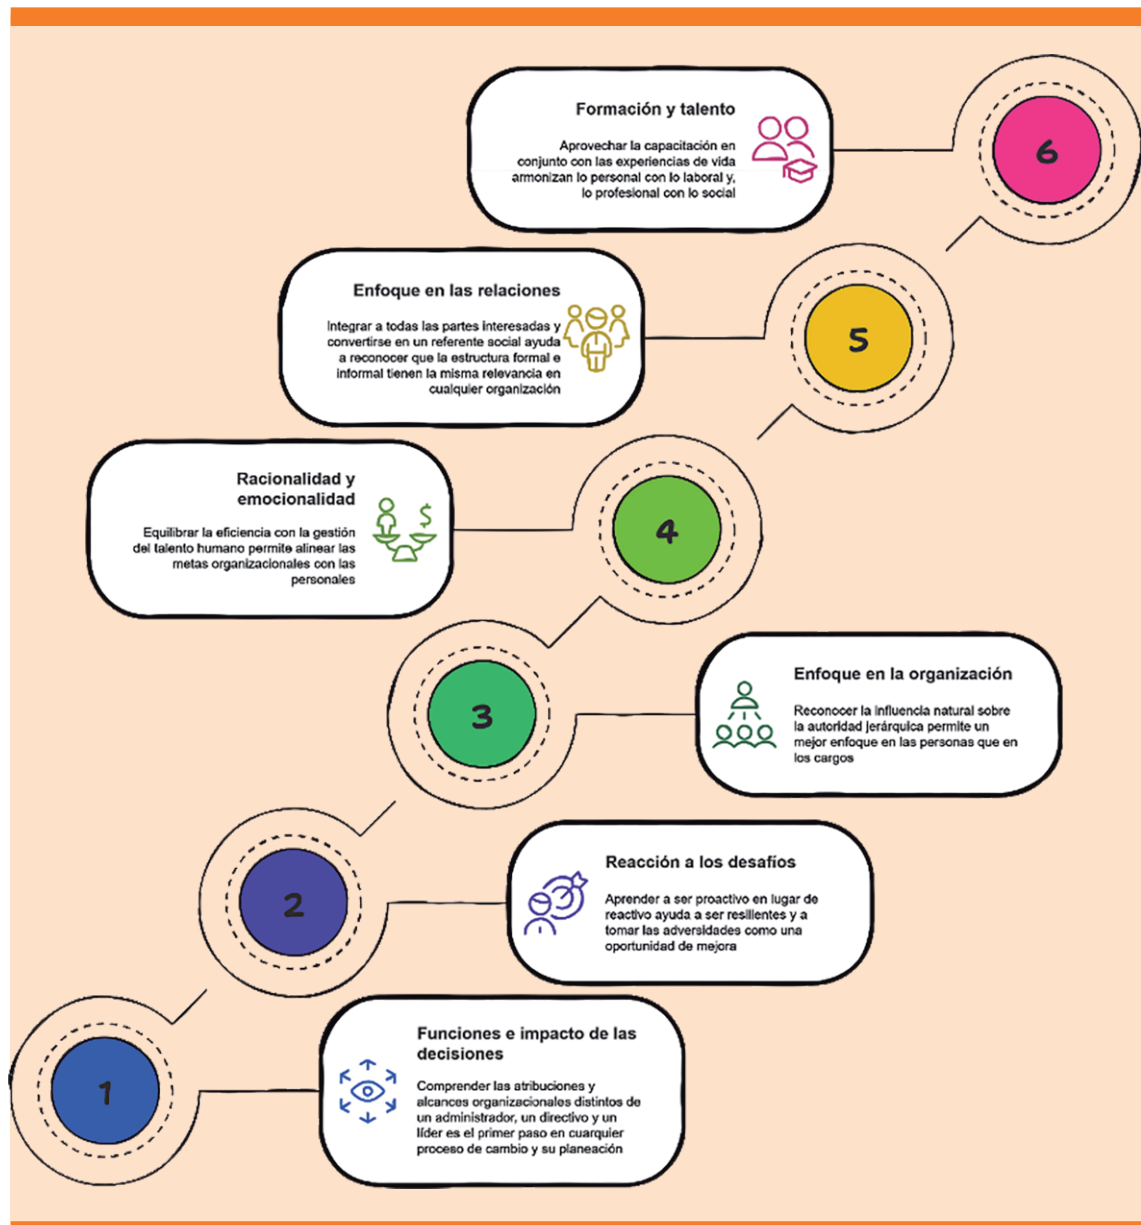 Formación y talento
Aprovechar la capacitación en
conjunto con las experiencias de vida
armonizan lo personal con lo laboral y,
lo profesional con lo social
6
Enfoque en las relaciones
Integrar a todas las partes interesadas y
convertirse en un referente social ayuda
a reconocer que la estructura formal e
informal tienen la misma relevancia en
cualquier organización
5
Racionalidad y
emocionalidad
Equilibrar la eficiencia con la gestión
del talento humano permite alinear las
metas organizacionales con las
personales
$
4
Enfoque en la organización
Reconocer la influencia natural sobre
la autoridad jerárquica permite un
mejor enfoque en las personas que en
los cargos
3
Reacción a los desafíos
Aprender a ser proactivo en lugar de
reactivo ayuda a ser resilientes y a
tomar las adversidades como una
oportunidad de mejora
2
Funciones e impacto de las
decisiones
Comprender las atribuciones y
alcances organizacionales distintos de
un administrador, un directivo y un
líder es el primer paso en cuarquier
proceso de cambio y su planeación
1